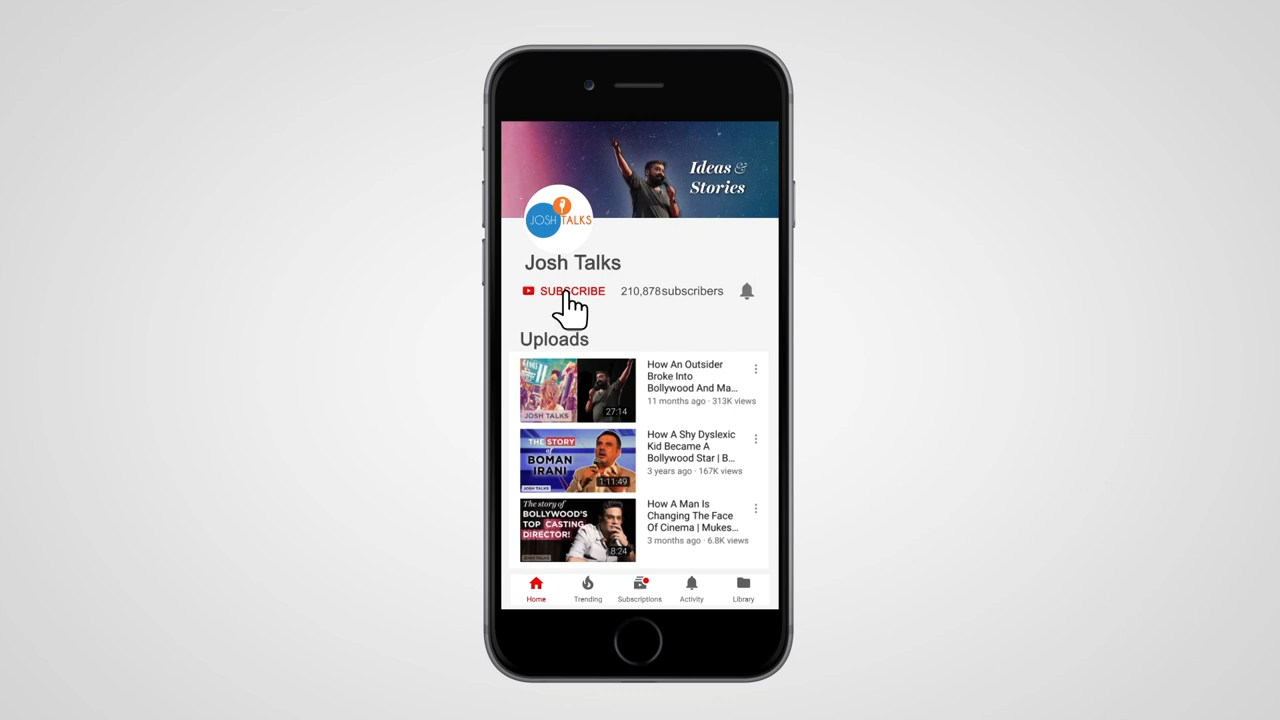 Ideas &
Stories
JOSH TALKS
Josh Talks
SUBSCRIBE 210,878subscribers
Uploads
How An Outsider
Broke Into
Bollywood And Ma...
11 months ago · 313K views
JOSH TALKS
27:14
How A Shy Dyslexic
Kid Became A
Bollywood Star | B...
3 years ago · 167K views
THE STORY
of
BOMAN
IRANI
JOSH TALKS
1:11:49
How A Man Is
Changing The Face
Of Cinema | Mukes...
3 months ago · 6.8K views
The story of
BOLLYWOOD'S
TOP CASTING
DIRECTOR!
JOSH TALKS
8:24
Home Trending Subscriptions Activity Library